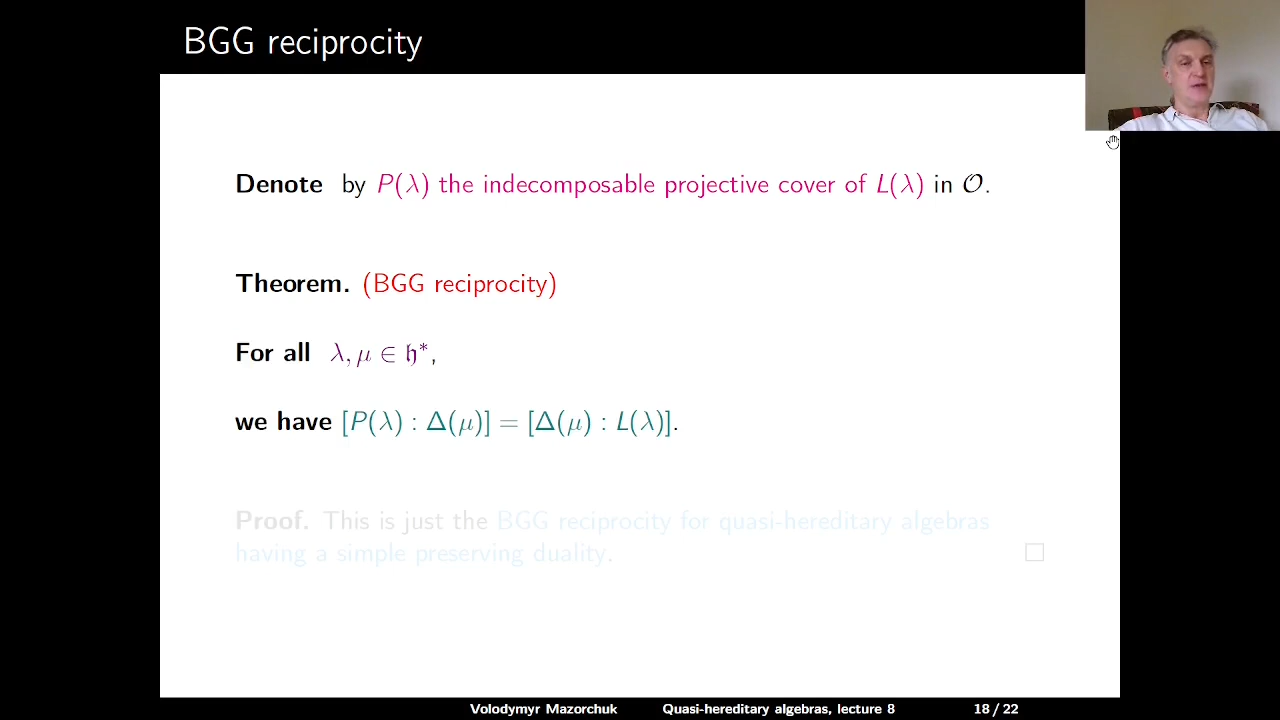 BGG reciprocity
Denote by P(λ) the indecomposable projective cover of L(λ) in 𝒪.
Theorem. (BGG reciprocity)
For all λ, μ ∈ 𝔥*,
we have [P(λ) : Δ(μ)] = [Δ(μ) : L(λ)].
Proof. This is just the BGG reciprocity for quasi-hereditary algebras
having a simple preserving duality. □
Volodymyr Mazorchuk Quasi-hereditary algebras, lecture 8 18 / 22